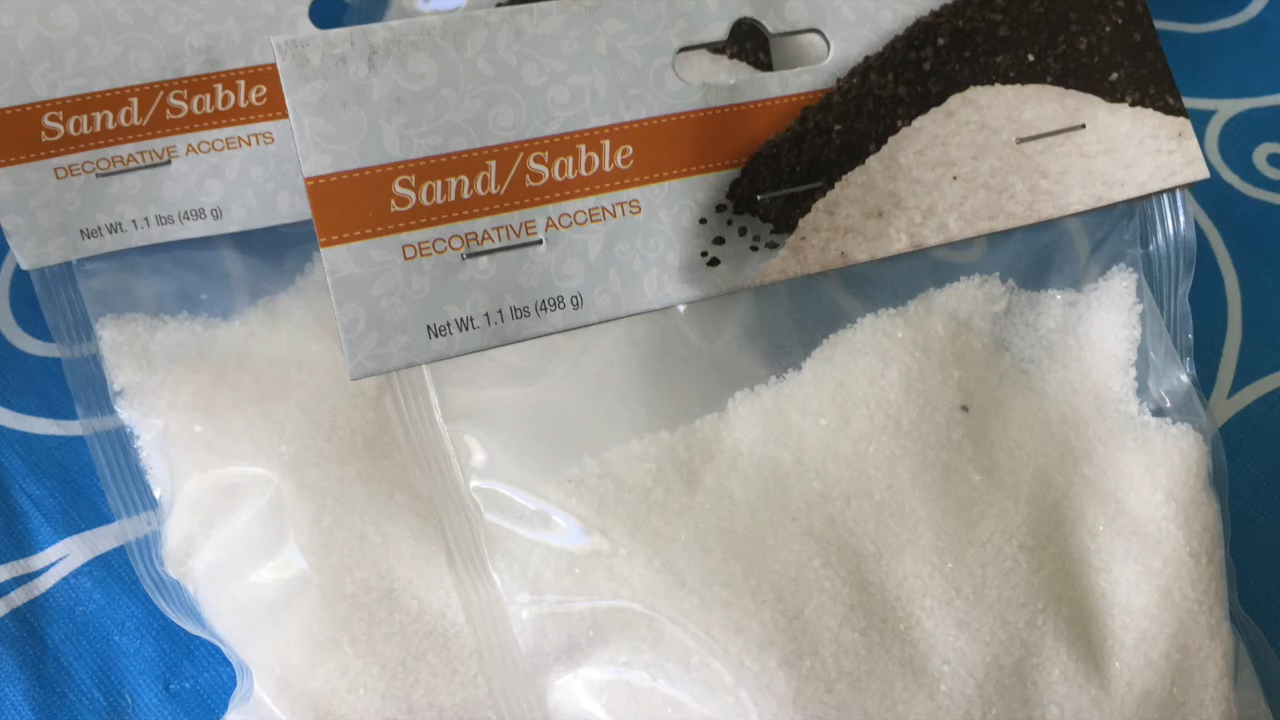 Sand/Sable
DECORATIVE ACCENTS
Net Wt. 1.1 lbs (498 g)
Sand/Sable
DECORATIVE ACCENTS
Net Wt. 1.1 lbs (498 g)